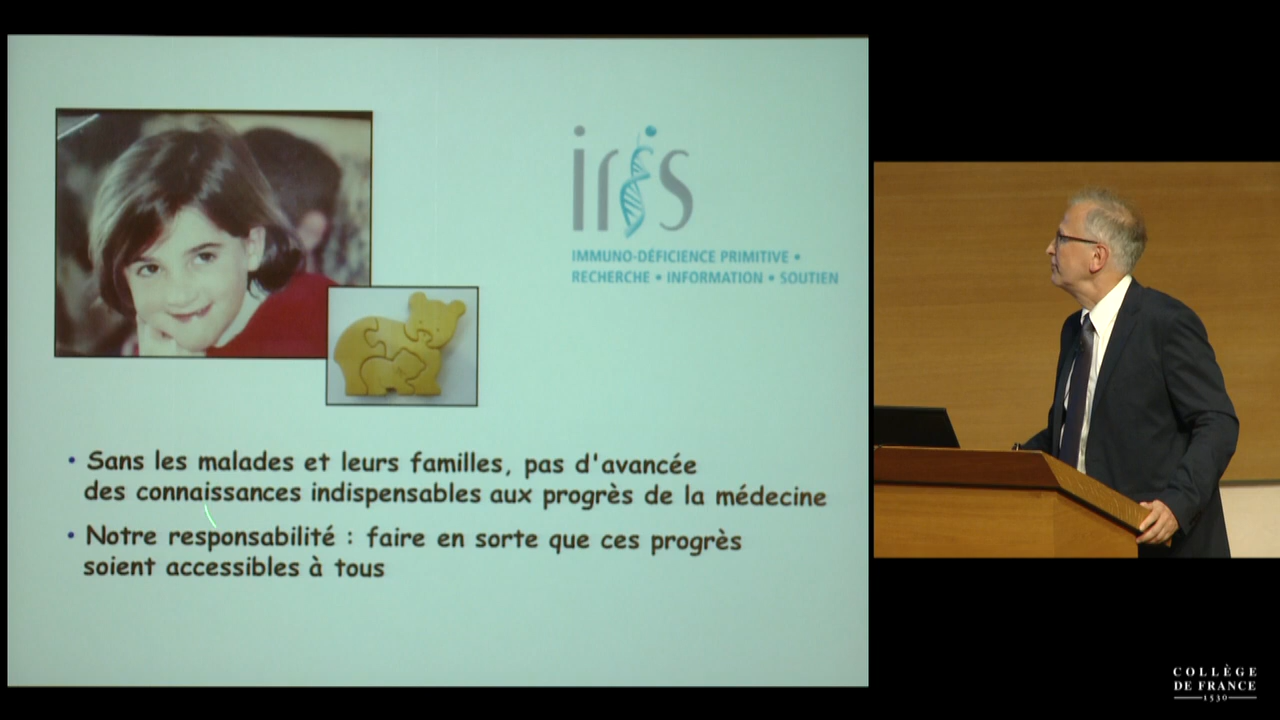 iris
IMMUNO-DÉFICIENCE PRIMITIVE •
RECHERCHE • INFORMATION • SOUTIEN
• Sans les malades et leurs familles, pas d'avancée
des connaissances indispensables aux progrès de la médecine
• Notre responsabilité : faire en sorte que ces progrès
soient accessibles à tous
COLLÈGE
DE FRANCE
1530